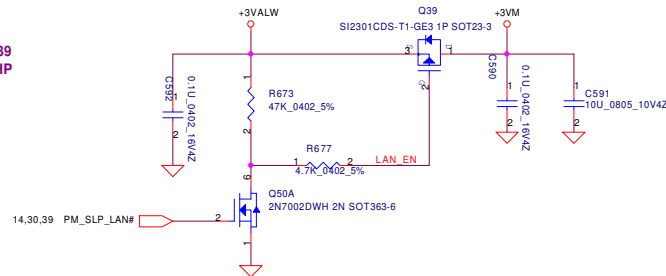 Q39
+3VALW
+3VM
SI2301CDS-T1-GE3 1P SOT23-3
39
HP
3
1
2
S
D
G
C592
0.1U_0402_16V4Z
1
2
1
R673
47K_0402_5%
2
C590
0.1U_0402_16V4Z
1
2
C591
10U_0805_10V4Z
1
2
R677
1
2
LAN_EN
4.7K_0402_5%
6
Q50A
2N7002DWH 2N SOT363-6
14,30,39 PM_SLP_LAN#
2
1